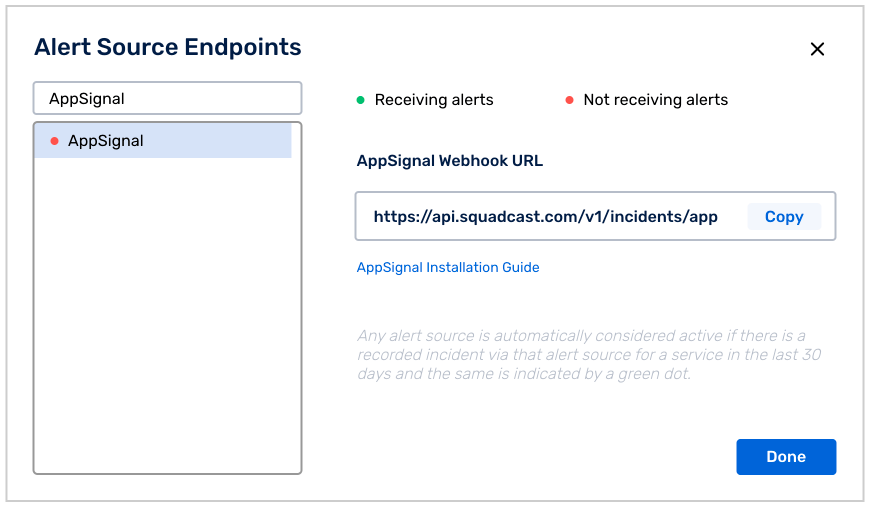 Alert Source Endpoints
AppSignal
AppSignal
Receiving alerts
Not receiving alerts
AppSignal Webhook URL
https://api.squadcast.com/v1/incidents/app
Copy
AppSignal Installation Guide
Any alert source is automatically considered active if there is a
recorded incident via that alert source for a service in the last 30
days and the same is indicated by a green dot.
Done